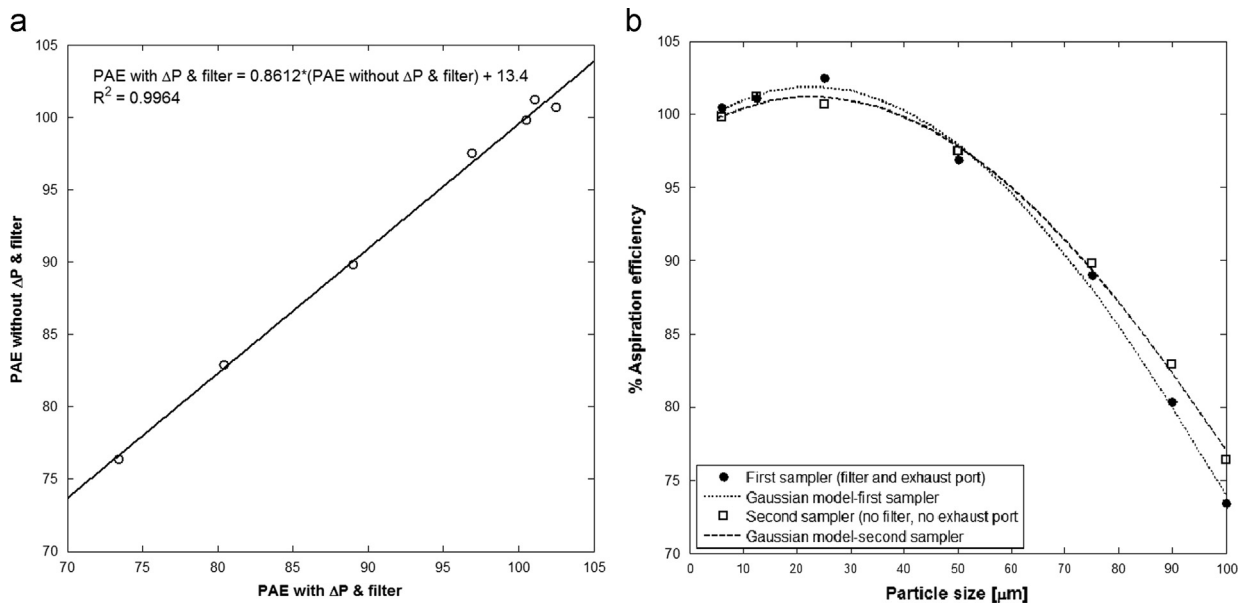 a
105
100
95
90
85
80
75
70
70
75
80
85
90
95
100
105
PAE without ΔP & filter
PAE with ΔP & filter
PAE with ΔP & filter = 0.8612*(PAE without ΔP & filter) + 13.4
R² = 0.9964
b
105
100
95
90
85
80
75
70
0
10
20
30
40
50
60
70
80
90
100
% Aspiration efficiency
Particle size [μm]
First sampler (filter and exhaust port)
Gaussian model-first sampler
Second sampler (no filter, no exhaust port
Gaussian model-second sampler